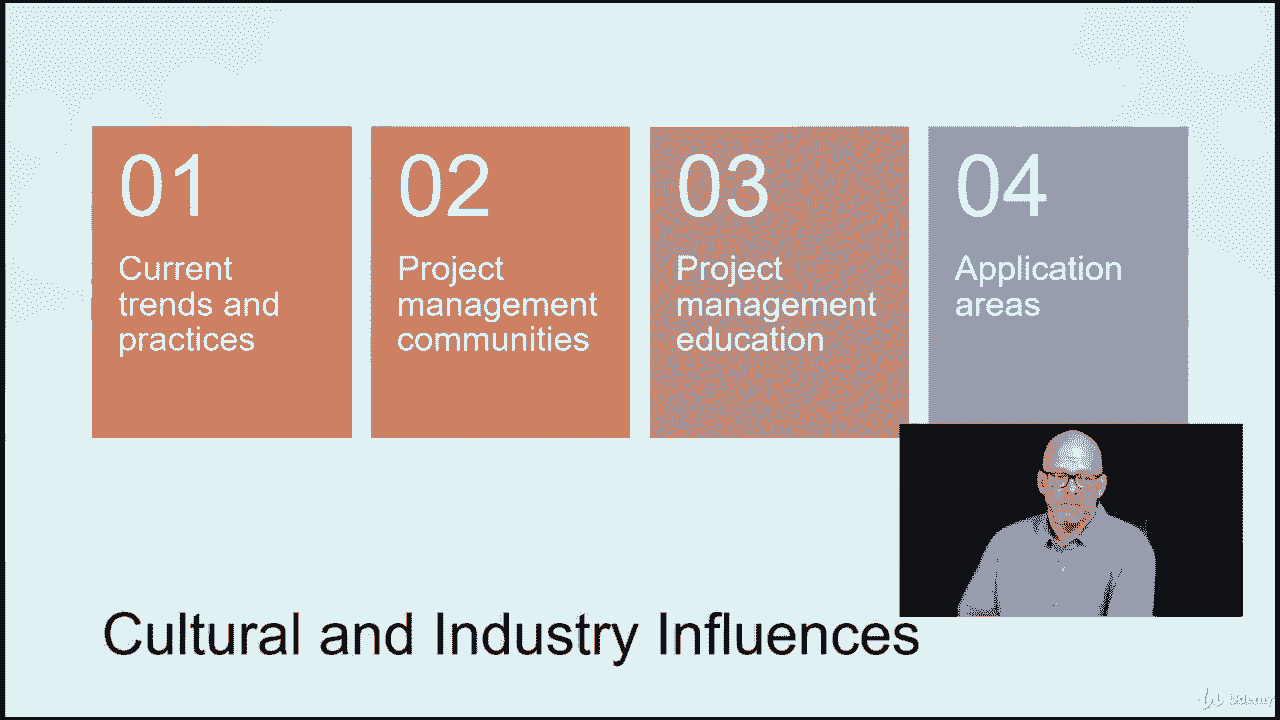 01
Current
trends and
practices
02
Project
management
communities
03
Project
management
education
04
Application
areas
Cultural and Industry Influences
Udemy